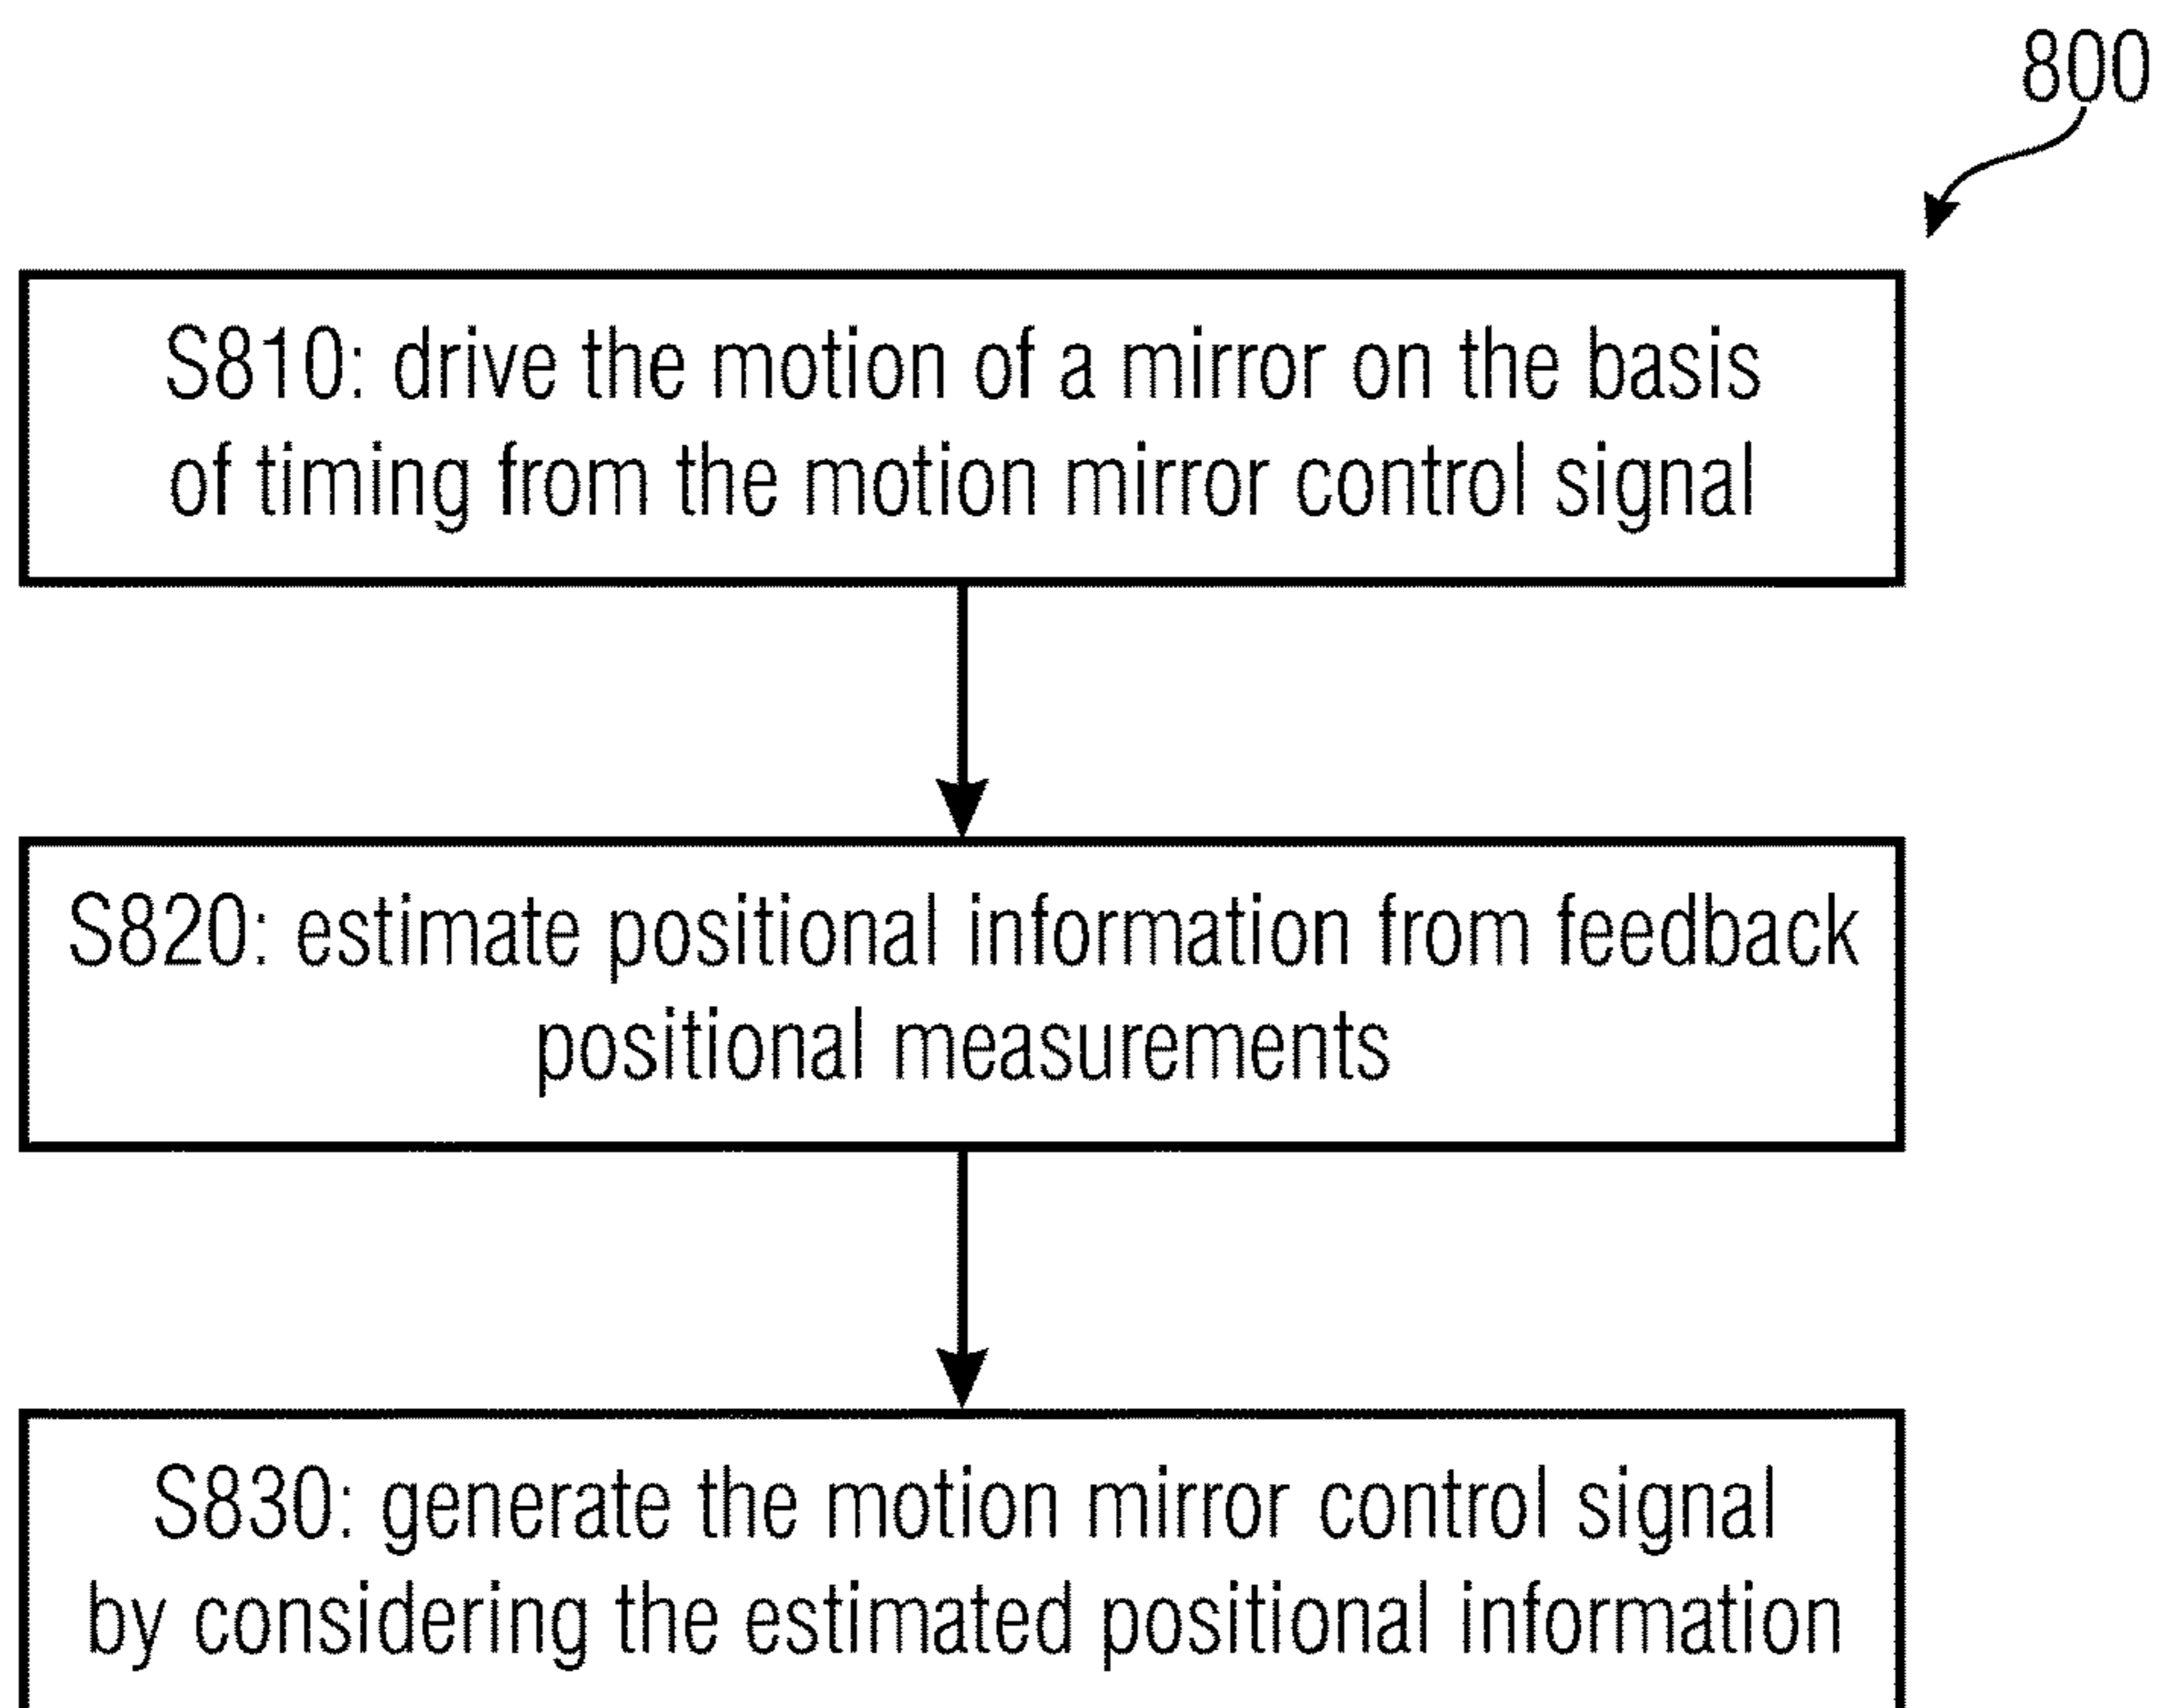 800
S810: drive the motion of a mirror on the basis
of timing from the motion mirror control signal
S820: estimate positional information from feedback
positional measurements
S830: generate the motion mirror control signal
by considering the estimated positional information